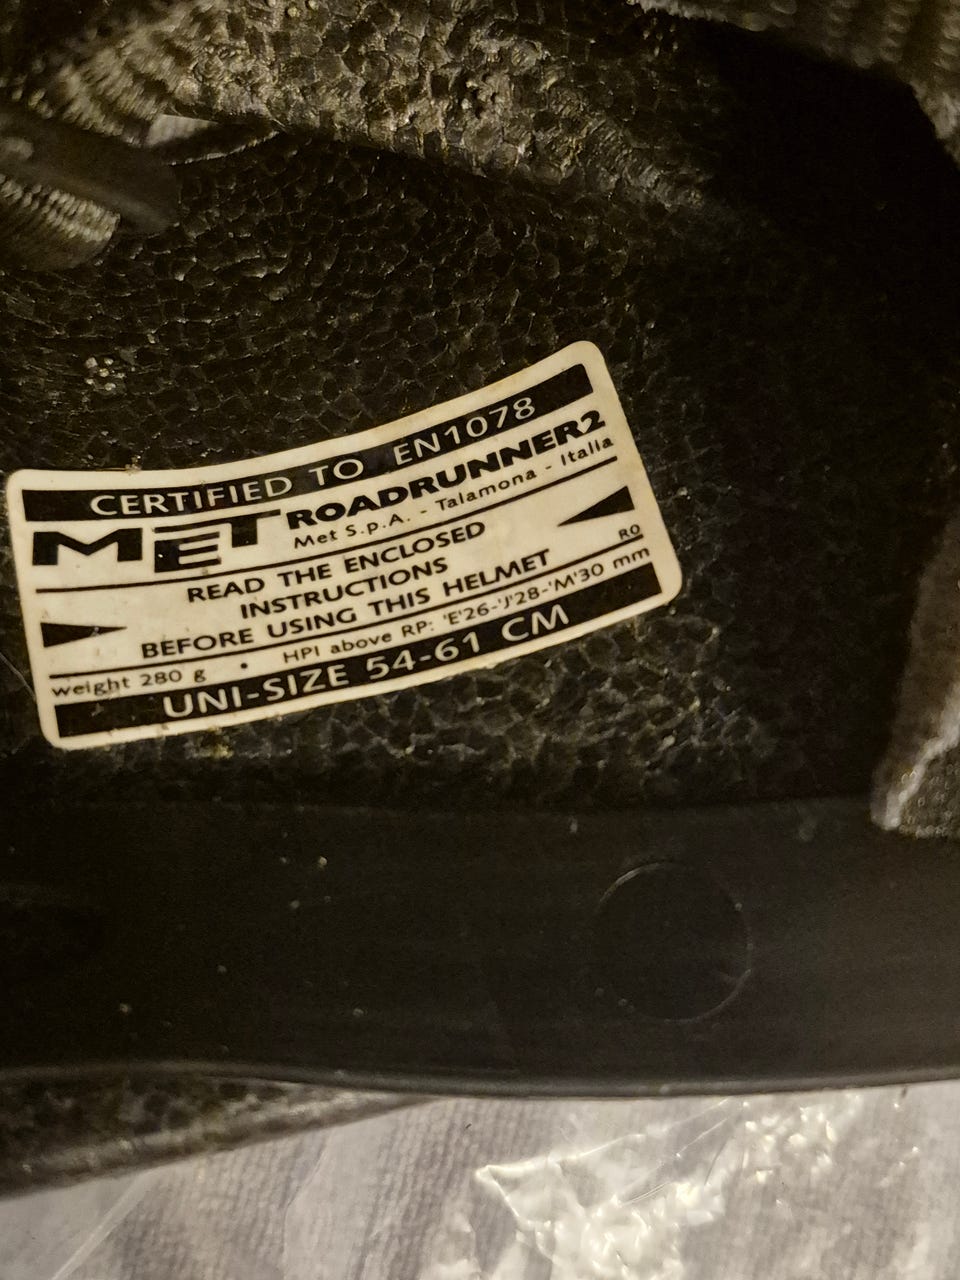 CERTIFIED TO EN1078
MET ROADRUNNER2
Met S.p.A. - Talamona - Italia
READ THE ENCLOSED
INSTRUCTIONS
BEFORE USING THIS HELMET
RO
weight 280 g • HPI above RP: 'E'26-'J'28-'M'30 mm
UNI-SIZE 54-61 CM